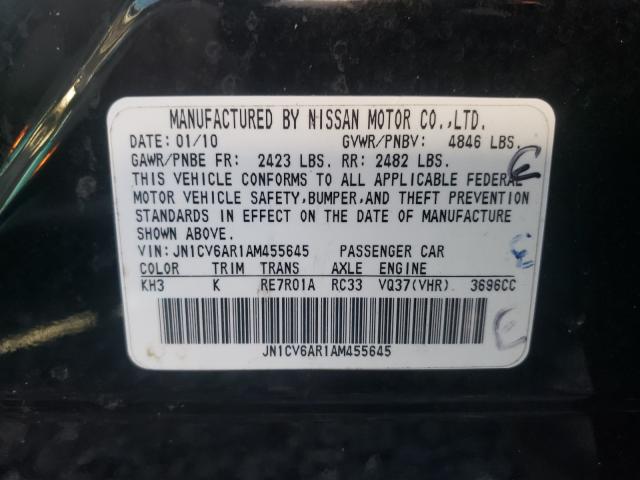 MANUFACTURED BY NISSAN MOTOR CO.,LTD.
DATE: 01/10 GVWR/PNBV: 4846 LBS.
GAWR/PNBE FR: 2423 LBS. RR: 2482 LBS.
THIS VEHICLE CONFORMS TO ALL APPLICABLE FEDERAL
MOTOR VEHICLE SAFETY,BUMPER,AND THEFT PREVENTION
STANDARDS IN EFFECT ON THE DATE OF MANUFACTURE
SHOWN ABOVE.
VIN: JN1CV6AR1AM455645 PASSENGER CAR
COLOR TRIM TRANS AXLE ENGINE
KH3 K RE7R01A RC33 VQ37(VHR) 3696CC
JN1CV6AR1AM455645